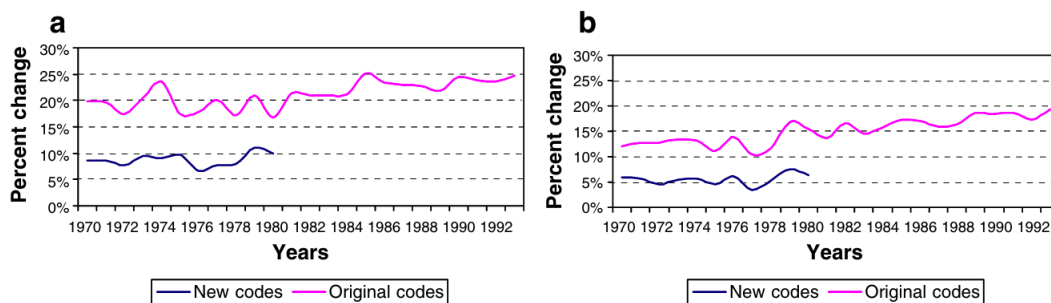 a
Percent change
30%
25%
20%
15%
10%
5%
0%
1970 1972 1974 1976 1978 1980 1982 1984 1986 1988 1990 1992
Years
New codes Original codes
b
Percent change
30%
25%
20%
15%
10%
5%
0%
1970 1972 1974 1976 1978 1980 1982 1984 1986 1988 1990 1992
Years
New codes Original codes